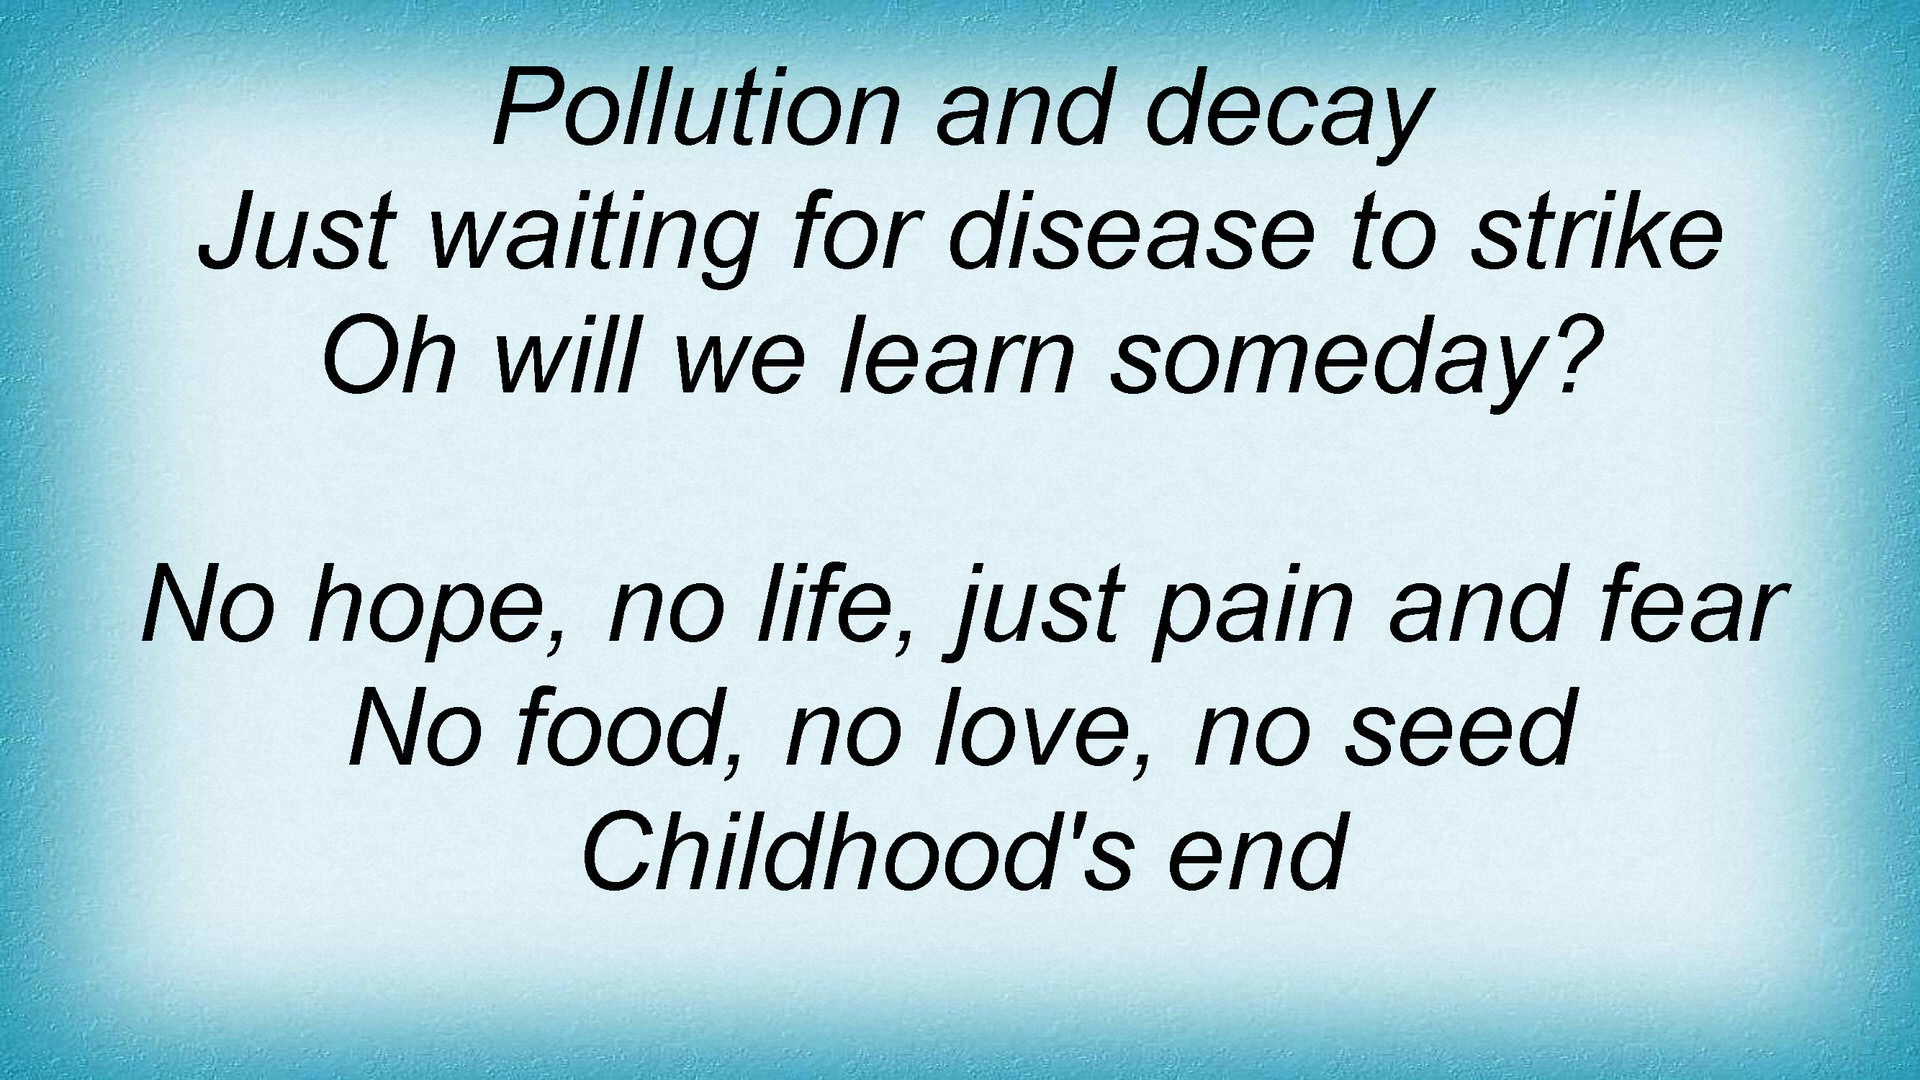 Pollution and decay
Just waiting for disease to strike
Oh will we learn someday?
No hope, no life, just pain and fear
No food, no love, no seed
Childhood's end